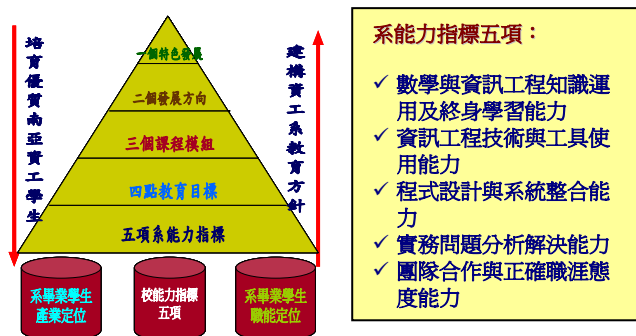 培育優質南亞資工學生
一個特色發展
二個發展方向
三個課程模組
四點教育目標
五項系能力指標
建構資工系教育方針
系畢業學生
產業定位
校能力指標
五項
系畢業學生
職能定位
系能力指標五項：
✓ 數學與資訊工程知識運
用及終身學習能力
✓ 資訊工程技術與工具使
用能力
✓ 程式設計與系統整合能
力
✓ 實務問題分析解決能力
✓ 團隊合作與正確職涯態
度能力